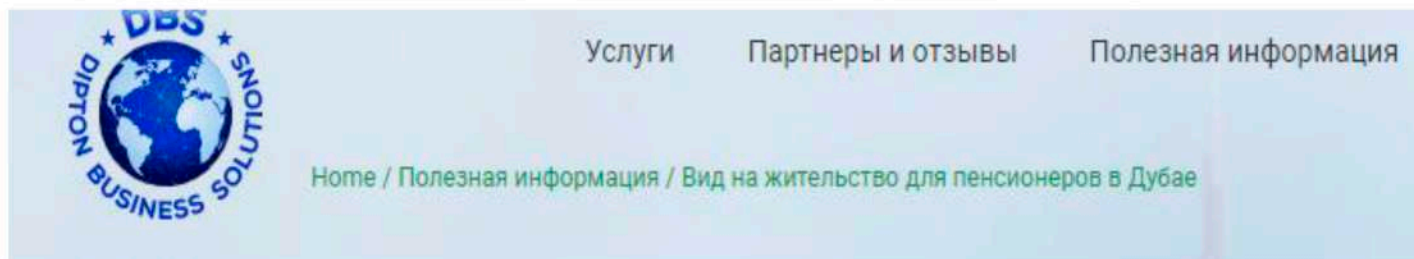 DBS
DIPTON BUSINESS SOLUTIONS
Услуги Партнеры и отзывы Полезная информация
Home / Полезная информация / Вид на жительство для пенсионеров в Дубае